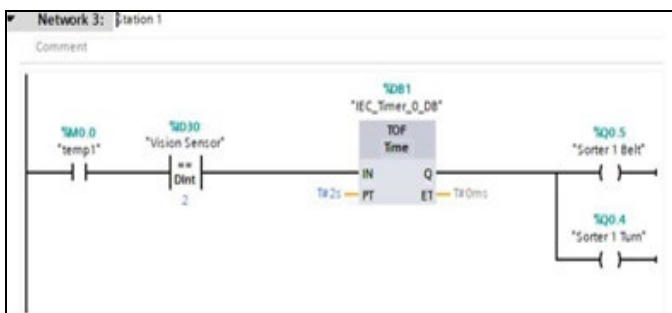 Network 3: Station 1
Comment
%M0.0
"temp1"
%ID30
"Vision Sensor"
==
DInt
2
%DB1
"IEC_Timer_0_DB"
TOF
Time
IN Q
T#2s PT ET T#0ms
%Q0.5
"Sorter 1 Belt"
%Q0.4
"Sorter 1 Turn"